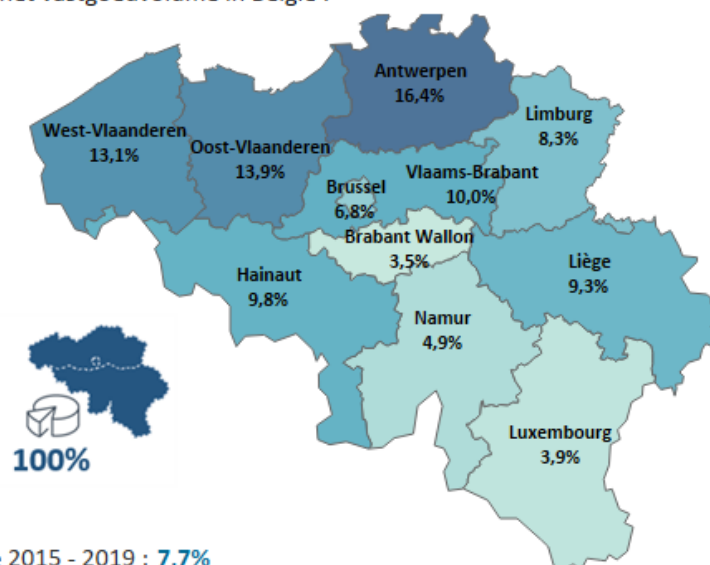 Antwerpen
16,4%
Limburg
8,3%
West-Vlaanderen
13,1%
Oost-Vlaanderen
13,9%
Vlaams-Brabant
10,0%
Brussel
6,8%
Brabant Wallon
3,5%
Hainaut
9,8%
Liège
9,3%
Namur
4,9%
Luxembourg
3,9%
100%
2015 - 2019 : 7,7%